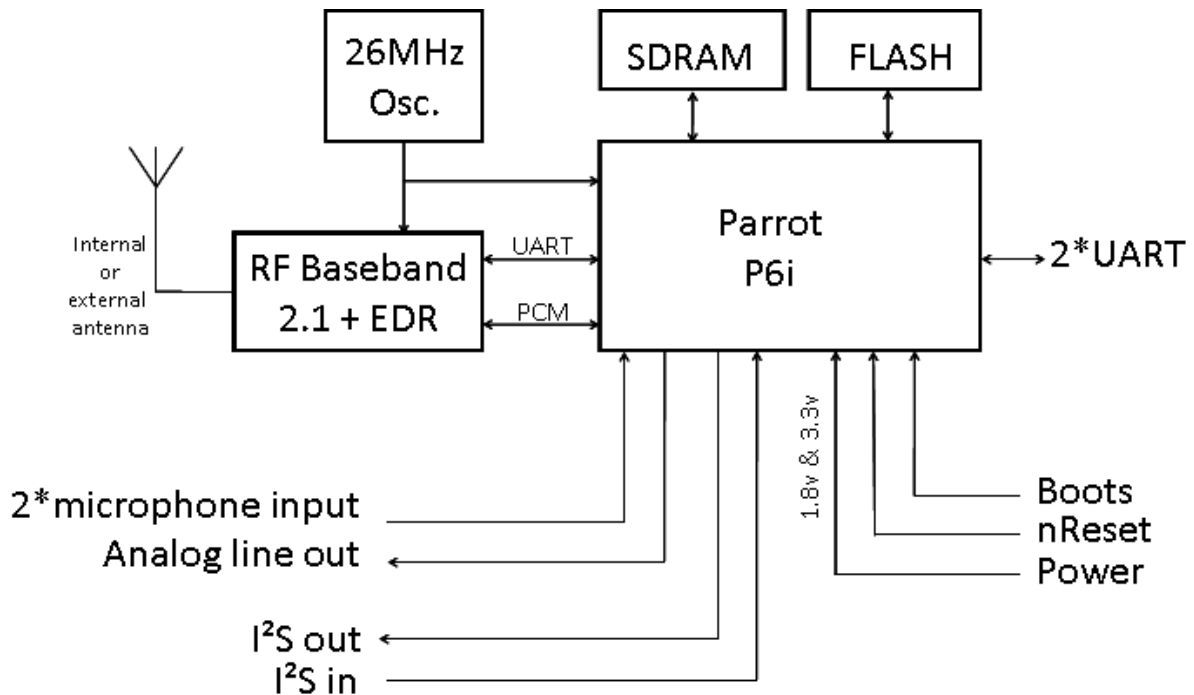 26MHz
Osc.
SDRAM
FLASH
Internal
or
external
antenna
RF Baseband
2.1 + EDR
UART
PCM
Parrot
P6i
2*UART
1.8v & 3.3v
2*microphone input
Analog line out
I²S out
I²S in
Boots
nReset
Power